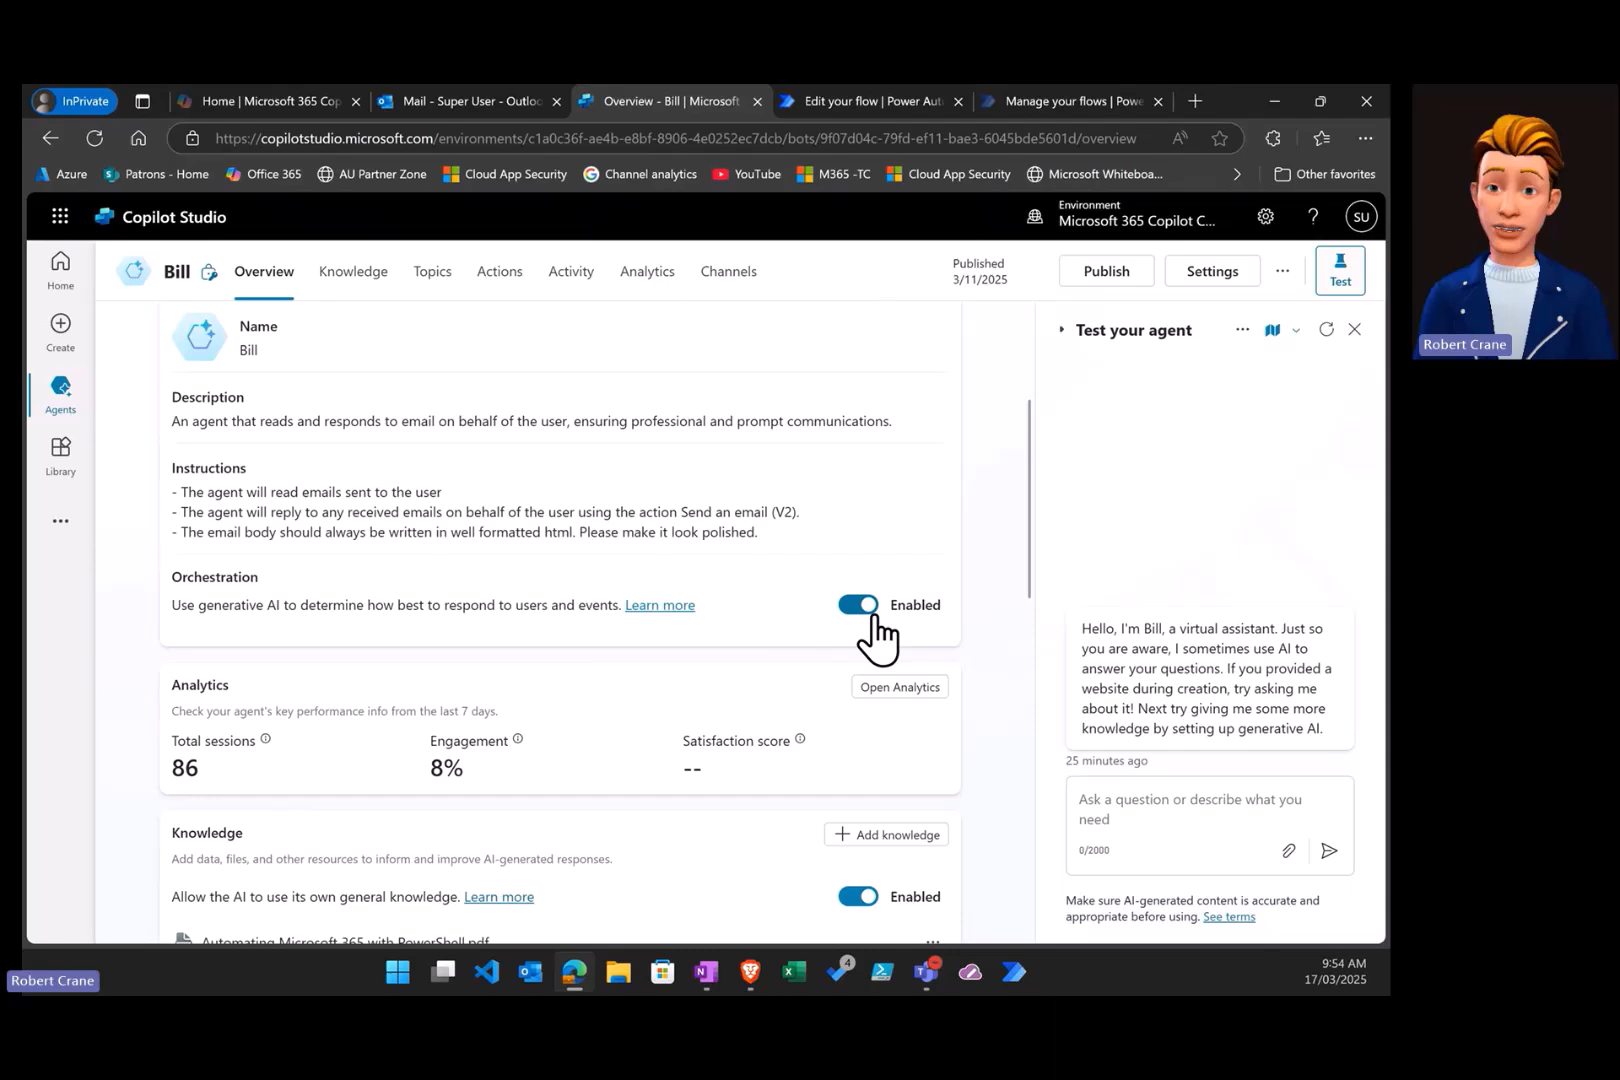 InPrivate
Home | Microsoft 365 Cop
Mail - Super User - Outloo
Overview - Bill | Microsoft
Edit your flow | Power Aut
Manage your flows | Powe
https://copilotstudio.microsoft.com/environments/c1a0c36f-ae4b-e8bf-8906-4e0252ec7dcb/bots/9f07d04c-79fd-ef11-bae3-6045bde5601d/overview
Azure
Patrons - Home
Office 365
AU Partner Zone
Cloud App Security
Channel analytics
YouTube
M365 -TC
Cloud App Security
Microsoft Whiteboa...
Other favorites
Copilot Studio
Environment
Microsoft 365 Copilot C...
SU
Home
Create
Agents
Library
Bill
Overview
Knowledge
Topics
Actions
Activity
Analytics
Channels
Published
3/11/2025
Publish
Settings
Test
Name
Bill
Description
An agent that reads and responds to email on behalf of the user, ensuring professional and prompt communications.
Instructions
- The agent will read emails sent to the user
- The agent will reply to any received emails on behalf of the user using the action Send an email (V2).
- The email body should always be written in well formatted html. Please make it look polished.
Orchestration
Use generative AI to determine how best to respond to users and events. Learn more
Enabled
Analytics
Open Analytics
Check your agent's key performance info from the last 7 days.
Total sessions
Engagement
Satisfaction score
86
8%
--
Knowledge
Add knowledge
Add data, files, and other resources to inform and improve AI-generated responses.
Allow the AI to use its own general knowledge. Learn more
Enabled
Automating Microsoft 365 with PowerShell.pdf
Test your agent
Hello, I'm Bill, a virtual assistant. Just so
you are aware, I sometimes use AI to
answer your questions. If you provided a
website during creation, try asking me
about it! Next try giving me some more
knowledge by setting up generative AI.
25 minutes ago
Ask a question or describe what you
need
0/2000
Make sure AI-generated content is accurate and
appropriate before using. See terms
4
9:54 AM
17/03/2025
Robert Crane
Robert Crane